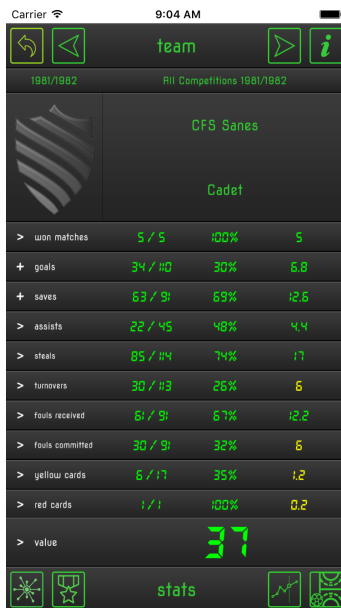 Carrier 9:04 AM
team
i
1981/1982 All Competitions 1981/1982
CFS Sanes
Cadet
> won matches 5 / 5 100% 5
+ goals 34 / 110 30% 6.8
+ saves 63 / 91 69% 12.6
> assists 22 / 45 48% 4.4
> steals 85 / 114 74% 17
> turnovers 30 / 113 26% 6
> fouls received 61 / 91 67% 12.2
> fouls committed 30 / 91 32% 6
> yellow cards 6 / 17 35% 1.2
> red cards 1 / 1 100% 0.2
> value 37
stats